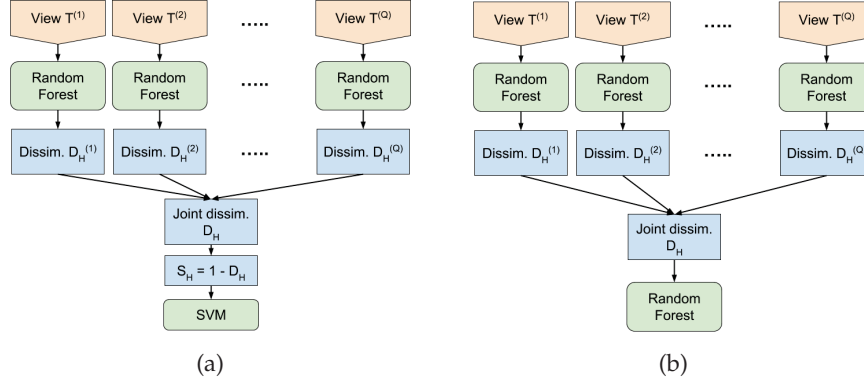 View T(1) View T(2) ..... View T(Q)
Random Forest Random Forest ..... Random Forest
Dissim. D_H(1) Dissim. D_H(2) ..... Dissim. D_H(Q)
Joint dissim.
D_H
S_H = 1 - D_H
SVM
(a)
View T(1) View T(2) ..... View T(Q)
Random Forest Random Forest ..... Random Forest
Dissim. D_H(1) Dissim. D_H(2) ..... Dissim. D_H(Q
Joint dissim.
D_H
Random
Forest
(b)